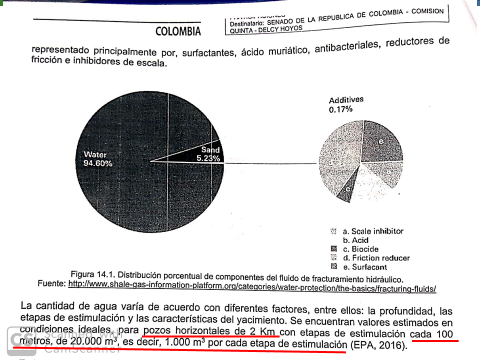 COLOMBIA
Destinatario: SENADO DE LA REPUBLICA DE COLOMBIA - COMISION
QUINTA - DELCY HOYOS
representado principalmente por, surfactantes, ácido muriático, antibacteriales, reductores de
fricción e inhibidores de escala.
Additives
0.17%
Water
94.60%
Sand
5.23%
e
c
a. Scale inhibitor
b. Acid
c. Biocide
d. Friction reducer
e. Surfacant
Figura 14.1. Distribución porcentual de componentes del fluido de fracturamiento hidráulico.
Fuente: http://www.shale-gas-information-platform.org/categories/water-protection/the-basics/fracturing-fluids/
La cantidad de agua varía de acuerdo con diferentes factores, entre ellos: la profundidad, las
etapas de estimulación y las características del yacimiento. Se encuentran valores estimados en
condiciones ideales, para pozos horizontales de 2 Km con etapas de estimulación cada 100
metros, de 20.000 m³, es decir, 1.000 m³ por cada etapa de estimulación (EPA, 2016).
CS
CamScanner